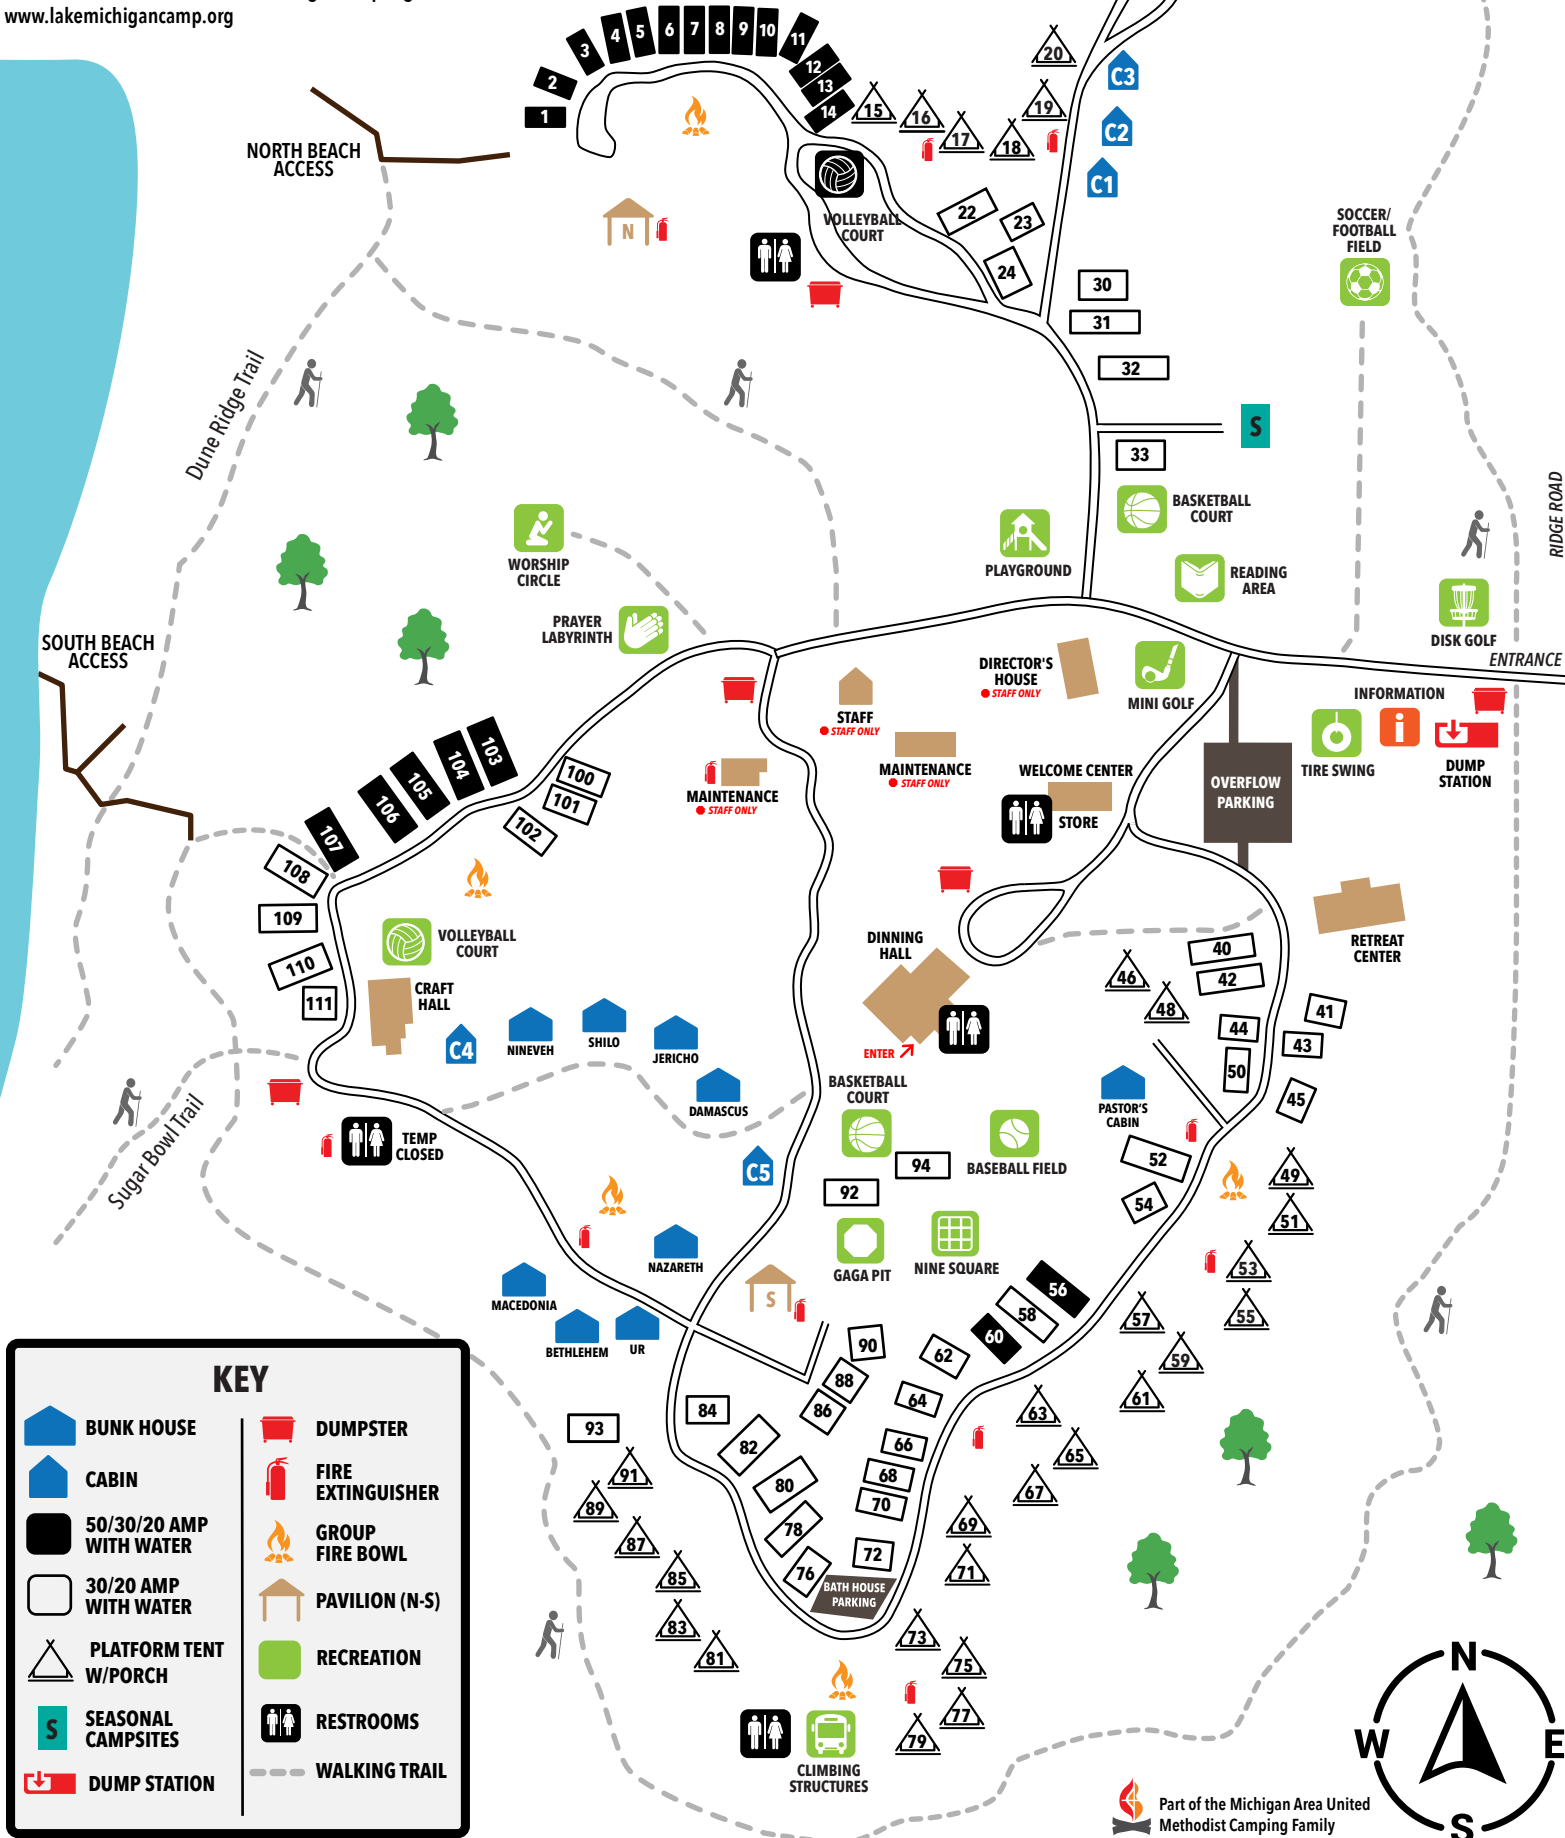 www.lakemichigancamp.org
1
2
3
4
5
6
7
8
9
10
11
12
13
14
15
16
17
18
19
20
C3
C2
C1
NORTH BEACH
ACCESS
N
VOLLEYBALL
COURT
22
23
24
30
31
32
33
S
SOCCER/
FOOTBALL
FIELD
Dune Ridge Trail
RIDGE ROAD
BASKETBALL
COURT
PLAYGROUND
READING
AREA
WORSHIP
CIRCLE
PRAYER
LABYRINTH
DISK GOLF
ENTRANCE
SOUTH BEACH
ACCESS
DIRECTOR'S
HOUSE
STAFF ONLY
MINI GOLF
INFORMATION
i
STAFF
STAFF ONLY
MAINTENANCE
STAFF ONLY
MAINTENANCE
STAFF ONLY
WELCOME CENTER
STORE
OVERFLOW
PARKING
TIRE SWING
DUMP
STATION
103
104
105
106
107
100
101
102
108
109
110
111
VOLLEYBALL
COURT
CRAFT
HALL
DINNING
HALL
ENTER
RETREAT
CENTER
40
42
46
48
41
44
43
50
45
C4
NINEVEH
SHILO
JERICHO
DAMASCUS
BASKETBALL
COURT
PASTOR'S
CABIN
BASEBALL FIELD
TEMP
CLOSED
Sugar Bowl Trail
C5
94
92
52
54
49
51
53
55
GAGA PIT
NINE SQUARE
NAZARETH
MACEDONIA
BETHLEHEM
UR
S
56
58
60
57
59
61
90
62
88
86
64
84
82
93
66
68
70
80
78
76
72
63
65
67
69
71
91
89
87
85
83
81
BATH HOUSE
PARKING
73
75
77
79
CLIMBING
STRUCTURES
KEY
BUNK HOUSE
CABIN
50/30/20 AMP
WITH WATER
30/20 AMP
WITH WATER
PLATFORM TENT
W/PORCH
S
SEASONAL
CAMPSITES
DUMP STATION
DUMPSTER
FIRE
EXTINGUISHER
GROUP
FIRE BOWL
PAVILION (N-S)
RECREATION
RESTROOMS
WALKING TRAIL
N
W
E
S
Part of the Michigan Area United
Methodist Camping Family